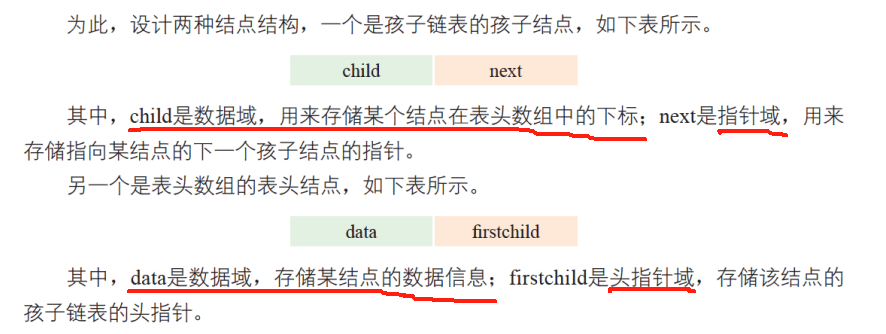 为此，设计两种结点结构，一个是孩子链表的孩子结点，如下表所示。
child next
其中，child是数据域，用来存储某个结点在表头数组中的下标；next是指针域，用来
存储指向某结点的下一个孩子结点的指针。
另一个是表头数组的表头结点，如下表所示。
data firstchild
其中，data是数据域，存储某结点的数据信息；firstchild是头指针域，存储该结点的
孩子链表的头指针。